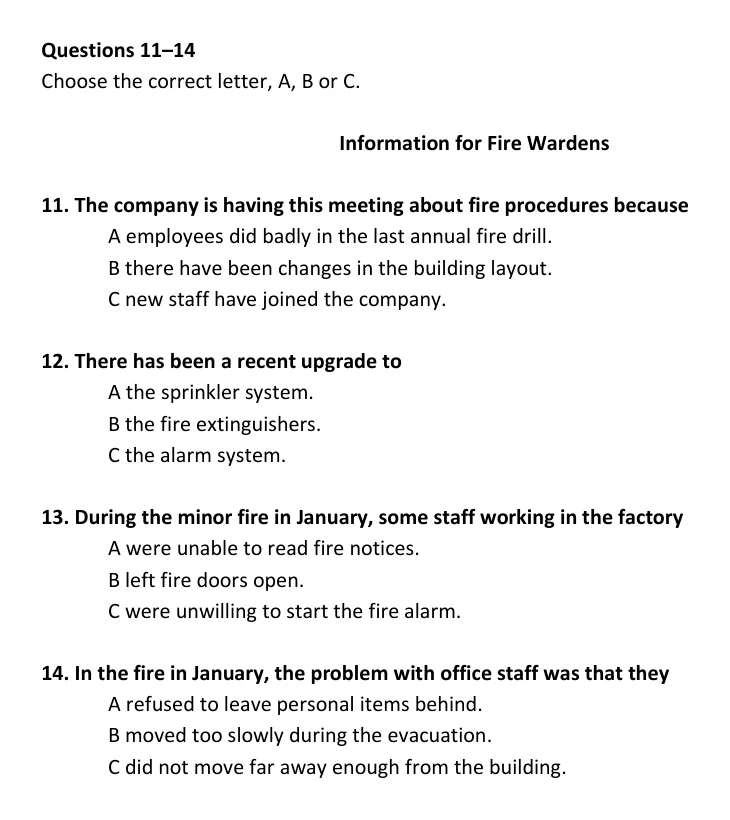 Questions 11–14
Choose the correct letter, A, B or C.
Information for Fire Wardens
11. The company is having this meeting about fire procedures because
A employees did badly in the last annual fire drill.
B there have been changes in the building layout.
C new staff have joined the company.
12. There has been a recent upgrade to
A the sprinkler system.
B the fire extinguishers.
C the alarm system.
13. During the minor fire in January, some staff working in the factory
A were unable to read fire notices.
B left fire doors open.
C were unwilling to start the fire alarm.
14. In the fire in January, the problem with office staff was that they
A refused to leave personal items behind.
B moved too slowly during the evacuation.
C did not move far away enough from the building.